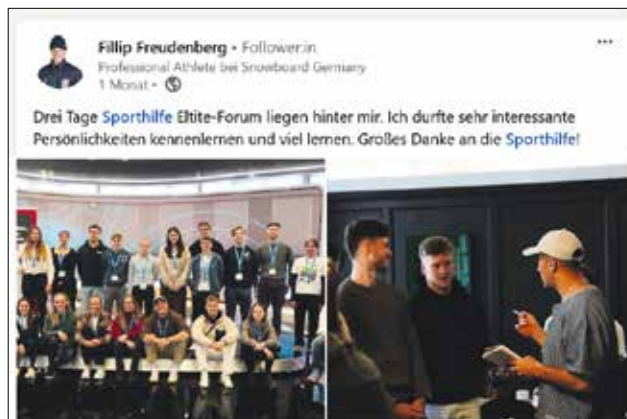 Fillip Freudenberg • Follower:in
Professional Athlete bei Snowboard Germany
1 Monat •
Drei Tage Sporthilfe Eltite-Forum liegen hinter mir. Ich durfte sehr interessante
Persönlichkeiten kennenlernen und viel lernen. Großes Danke an die Sporthilfe!